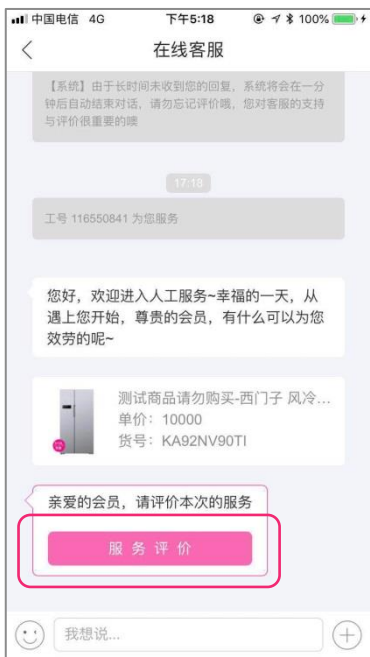 中国电信 4G 下午5:18 100%
在线客服
【系统】由于长时间未收到您的回复，系统将会在一分
钟后自动结束对话，请勿忘记评价哦，您对客服的支持
与评价很重要的噢
17:18
工号 116550841 为您服务
您好，欢迎进入人工服务~幸福的一天，从
遇上您开始，尊贵的会员，有什么可以为您
效劳的呢~
测试商品请勿购买-西门子 风冷...
单价：10000
货号：KA92NV90TI
亲爱的会员，请评价本次的服务
服务评价
我想说...